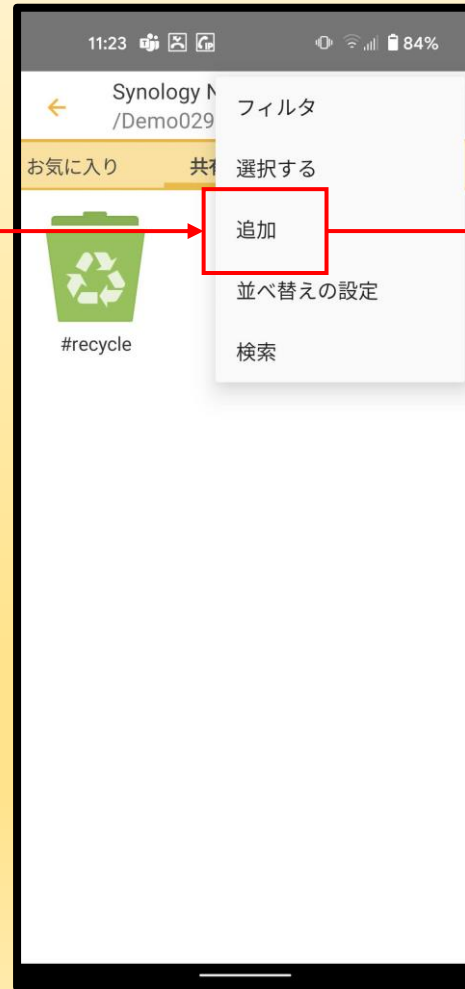 11:23 84%
Synology N
/Demo029
お気に入り
共有
#recycle
フィルタ
選択する
追加
並べ替えの設定
検索